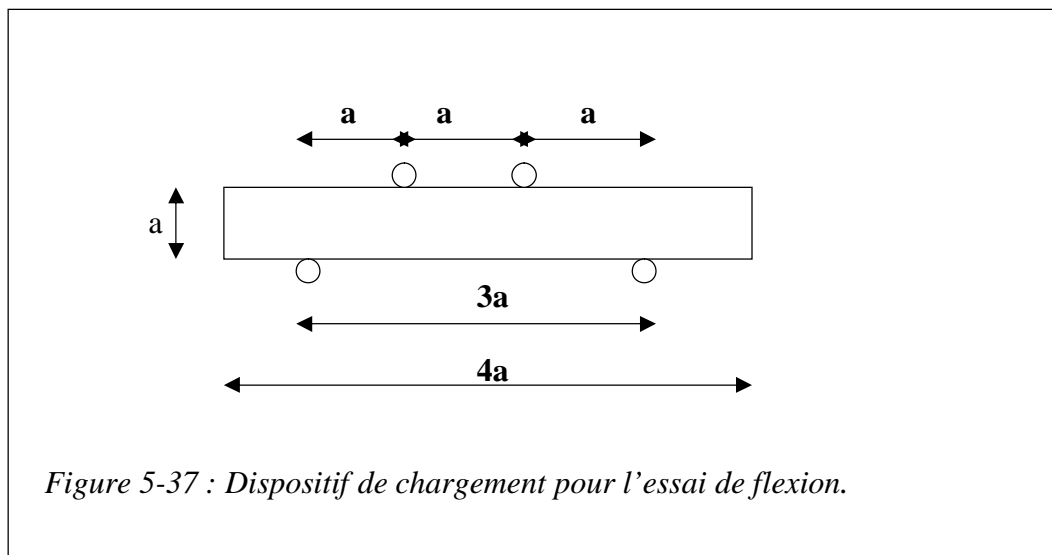 a a a
a
3a
4a
Figure 5-37 : Dispositif de chargement pour l’essai de flexion.